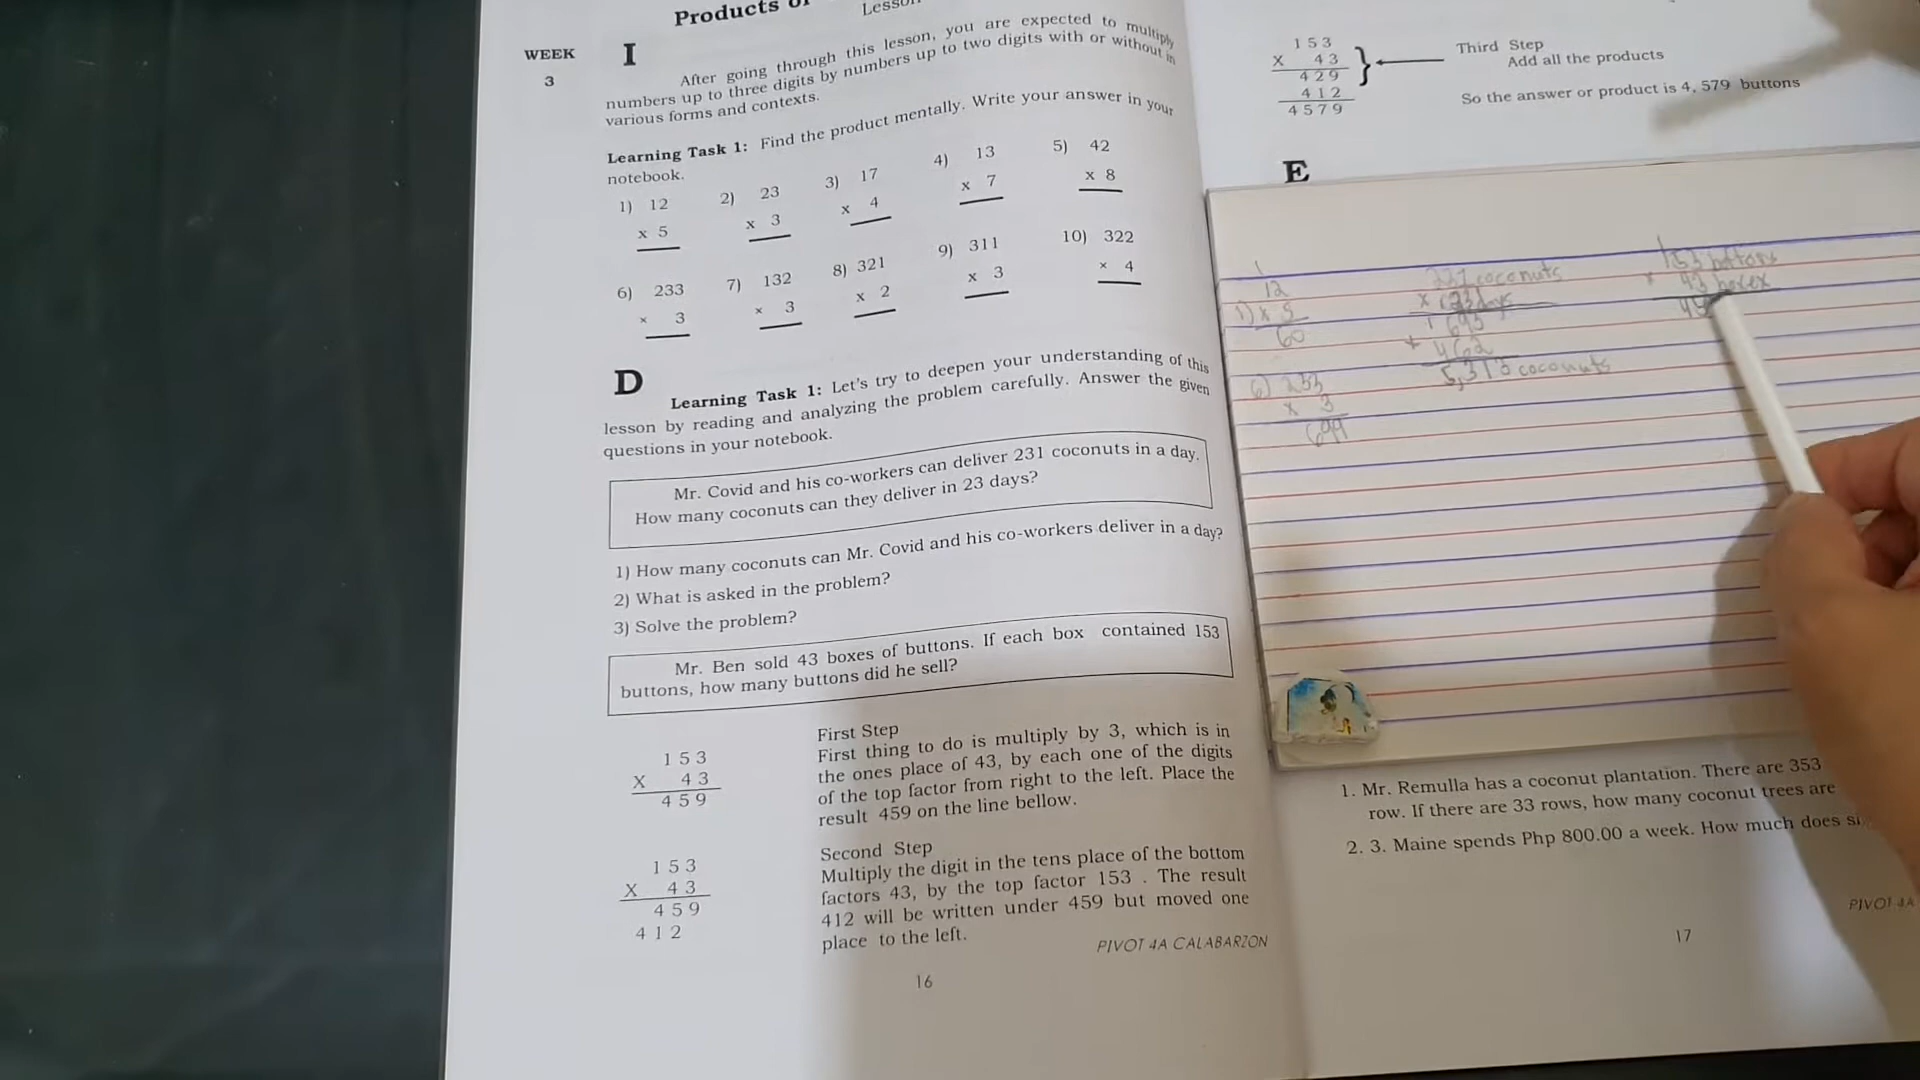 Products of
Lesson
WEEK
3
I
After going through this lesson, you are expected to multiply
numbers up to three digits by numbers up to two digits with or without in
various forms and contexts.
Learning Task 1: Find the product mentally. Write your answer in your
notebook.
1) 12 2) 23 3) 17 4) 13 5) 42
x 5 x 3 x 4 x 7 x 8
6) 233 7) 132 8) 321 9) 311 10) 322
× 3 × 3 x 2 x 3 × 4
D
Learning Task 1: Let's try to deepen your understanding of this
lesson by reading and analyzing the problem carefully. Answer the given
questions in your notebook.
Mr. Covid and his co-workers can deliver 231 coconuts in a day.
How many coconuts can they deliver in 23 days?
1) How many coconuts can Mr. Covid and his co-workers deliver in a day?
2) What is asked in the problem?
3) Solve the problem?
Mr. Ben sold 43 boxes of buttons. If each box contained 153
buttons, how many buttons did he sell?
153
X 43
459
First Step
First thing to do is multiply by 3, which is in
the ones place of 43, by each one of the digits
of the top factor from right to the left. Place the
result 459 on the line bellow.
153
X 43
459
412
Second Step
Multiply the digit in the tens place of the bottom
factors 43, by the top factor 153 . The result
412 will be written under 459 but moved one
place to the left.
PIVOT 4A CALABARZON
16
153
X 43
429
412
4579
Third Step
Add all the products
So the answer or product is 4, 579 buttons
E
1
12
1) x 5
60
6) 233
x 3
699
231 coconuts
x 23 days
693
+ 462
5,313 coconuts
153 buttons
x 43 boxes
1. Mr. Remulla has a coconut plantation. There are 353
row. If there are 33 rows, how many coconut trees are
2. 3. Maine spends Php 800.00 a week. How much does
PIVOT 4A
17